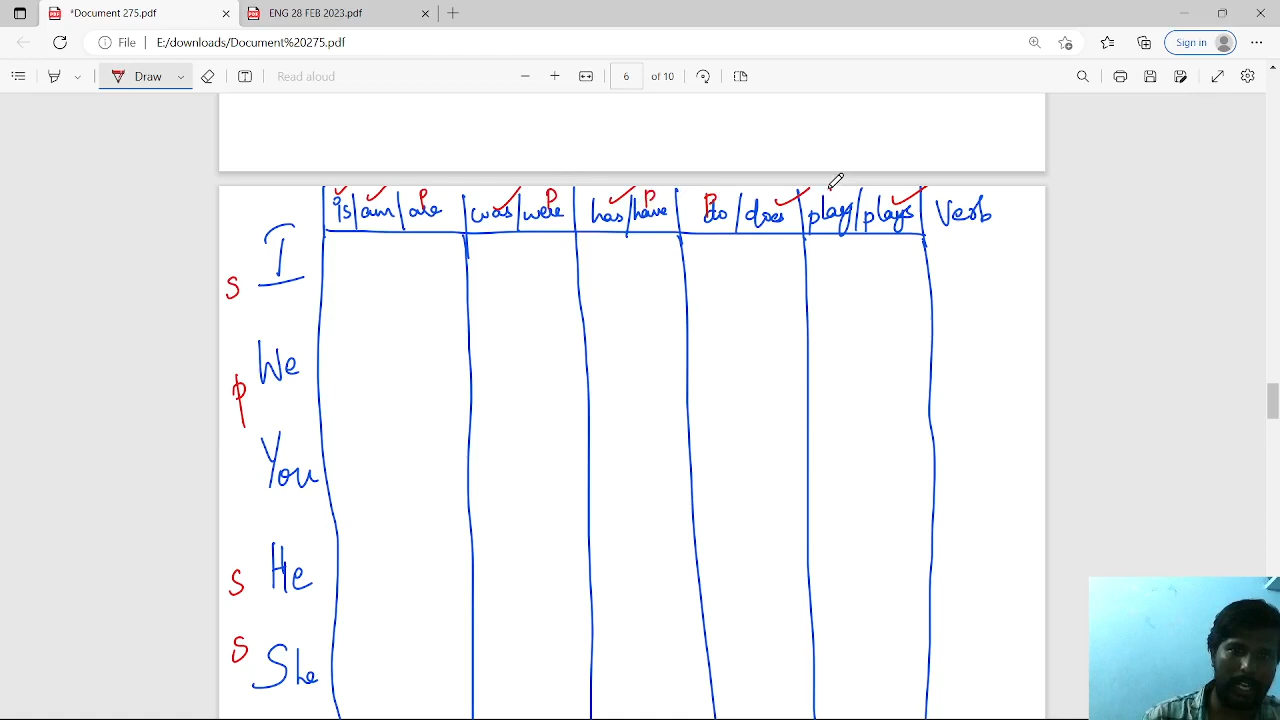 *Document 275.pdf
ENG 28 FEB 2023.pdf
File E:/downloads/Document%20275.pdf
Sign in
Draw
Read aloud
6 of 10
is/am/are was/were has/have do/does play/plays Verb
P P P P
I
s
We
p
You
s He
s
She